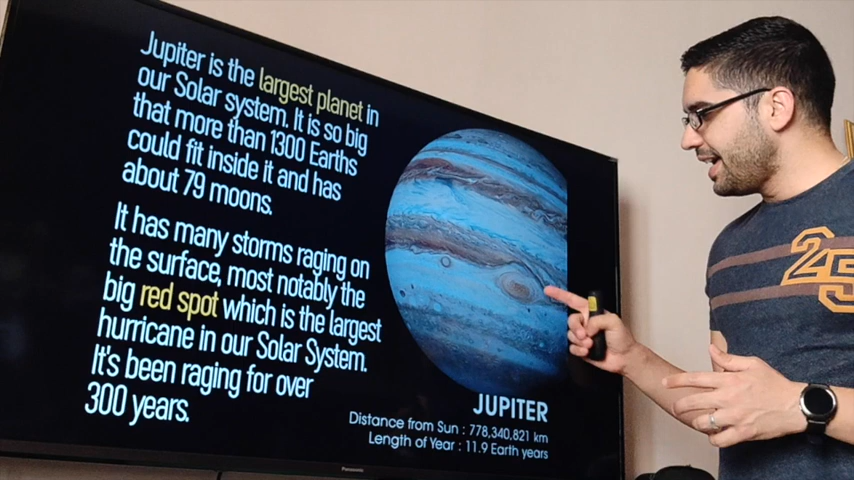 Jupiter is the largest planet in
our Solar system. It is so big
that more than 1300 Earths
could fit inside it and has
about 79 moons.
It has many storms raging on
the surface, most notably the
big red spot which is the largest
hurricane in our Solar System.
It's been raging for over
300 years.
JUPITER
Distance from Sun : 778,340,821 km
Length of Year : 11.9 Earth years
Panasonic
25